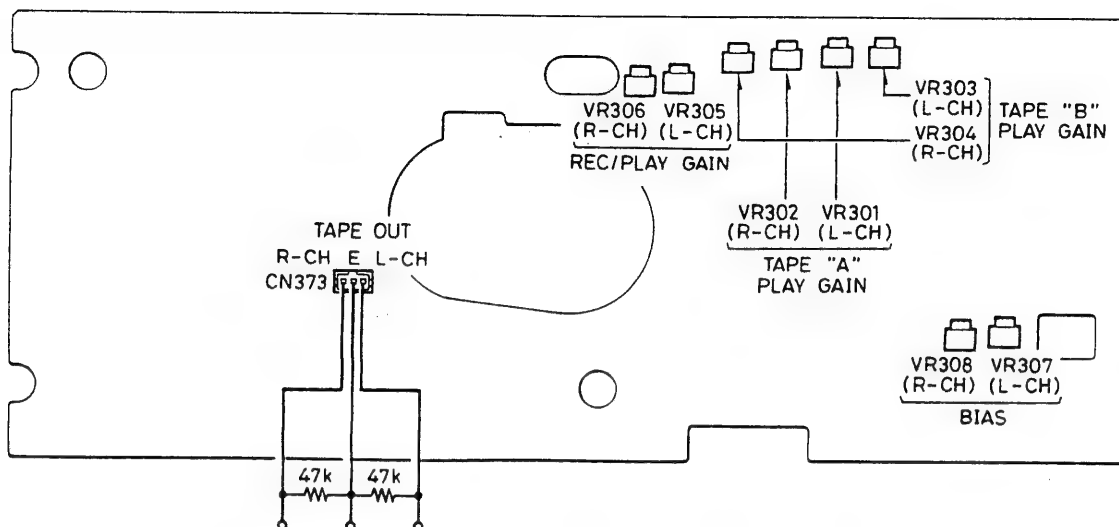 VR306 VR305
(R-CH) (L-CH)
REC/PLAY GAIN
VR303
(L-CH)
VR304
(R-CH)
TAPE "B"
PLAY GAIN
VR302 VR301
(R-CH) (L-CH)
TAPE "A"
PLAY GAIN
TAPE OUT
R-CH E L-CH
CN373
VR308 VR307
(R-CH) (L-CH)
BIAS
47k 47k